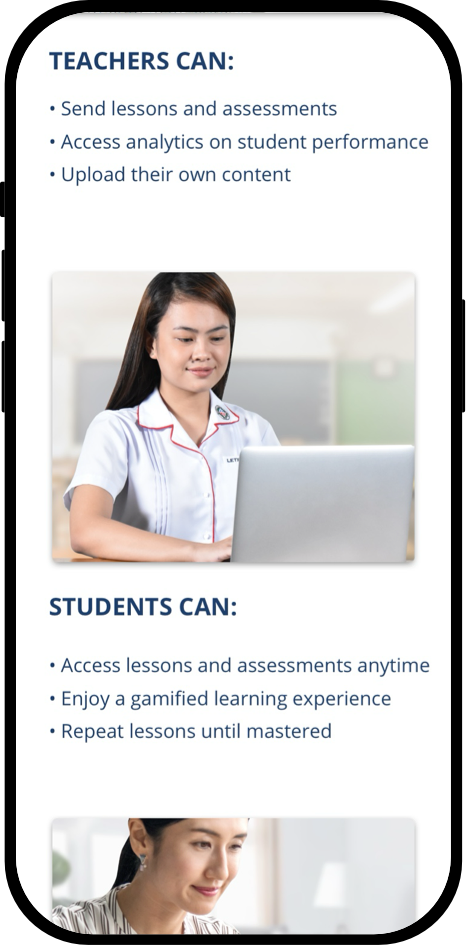 TEACHERS CAN:
• Send lessons and assessments
• Access analytics on student performance
• Upload their own content
STUDENTS CAN:
• Access lessons and assessments anytime
• Enjoy a gamified learning experience
• Repeat lessons until mastered